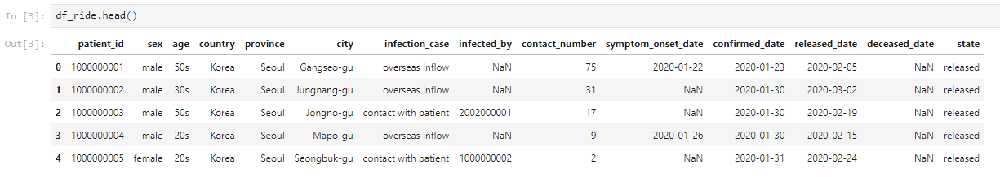 In [3]: df_ride.head()
Out[3]: patient_id sex age country province city infection_case infected_by contact_number symptom_onset_date confirmed_date released_date deceased_date state
0 1000000001 male 50s Korea Seoul Gangseo-gu overseas inflow NaN 75 2020-01-22 2020-01-23 2020-02-05 NaN released
1 1000000002 male 30s Korea Seoul Jungnang-gu overseas inflow NaN 31 NaN 2020-01-30 2020-03-02 NaN released
2 1000000003 male 50s Korea Seoul Jongno-gu contact with patient 2002000001 17 NaN 2020-01-30 2020-02-19 NaN released
3 1000000004 male 20s Korea Seoul Mapo-gu overseas inflow NaN 9 2020-01-26 2020-01-30 2020-02-15 NaN released
4 1000000005 female 20s Korea Seoul Seongbuk-gu contact with patient 1000000002 2 NaN 2020-01-31 2020-02-24 NaN released